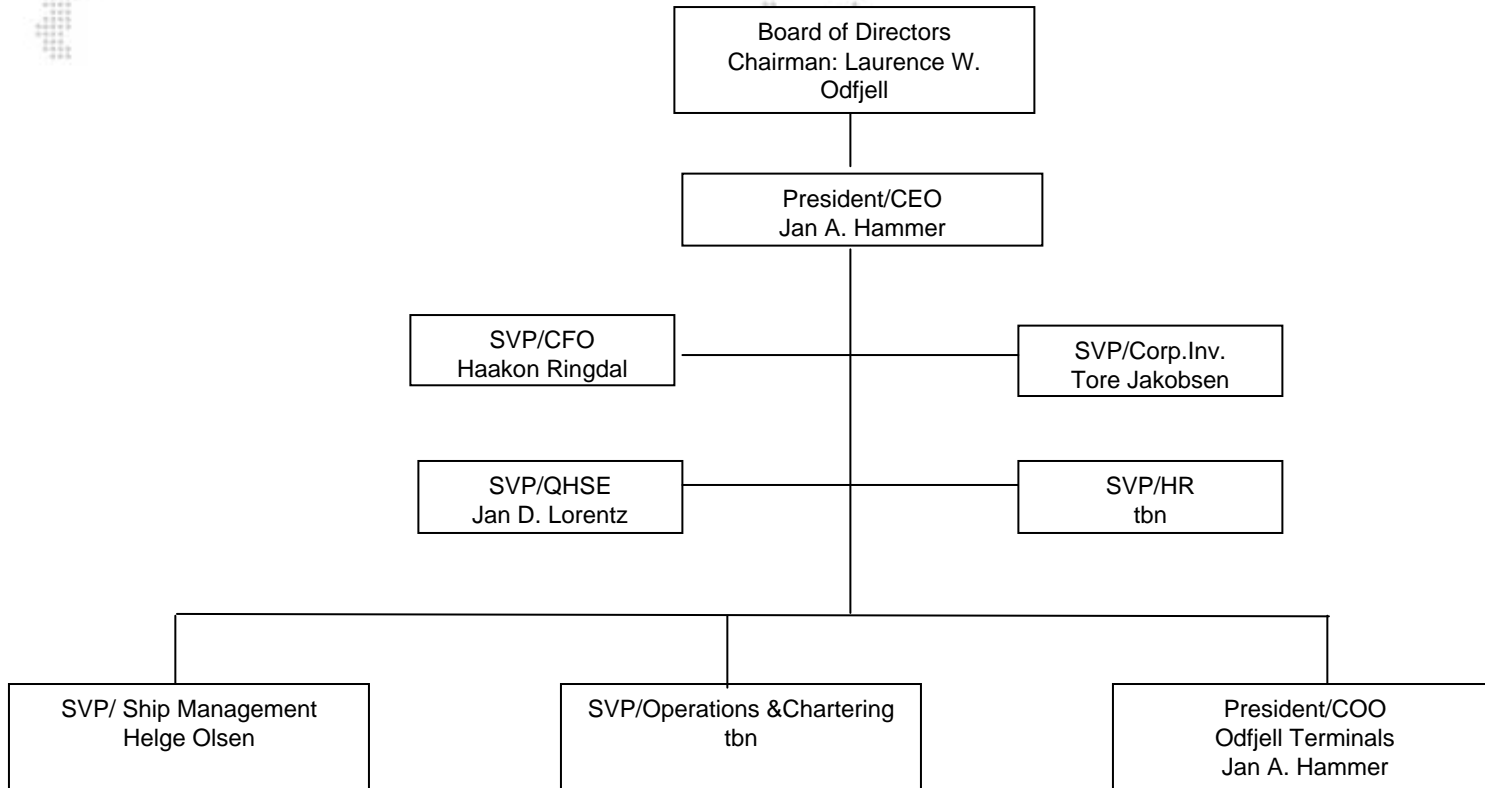 Board of Directors
Chairman: Laurence W.
Odfjell
President/CEO
Jan A. Hammer
SVP/CFO
Haakon Ringdal
SVP/Corp.Inv.
Tore Jakobsen
SVP/QHSE
Jan D. Lorentz
SVP/HR
tbn
SVP/ Ship Management
Helge Olsen
SVP/Operations &Chartering
tbn
President/COO
Odfjell Terminals
Jan A. Hammer